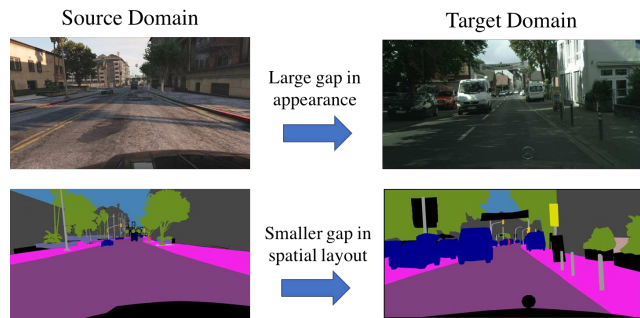 Source Domain
Target Domain
Large gap in
appearance
Smaller gap in
spatial layout